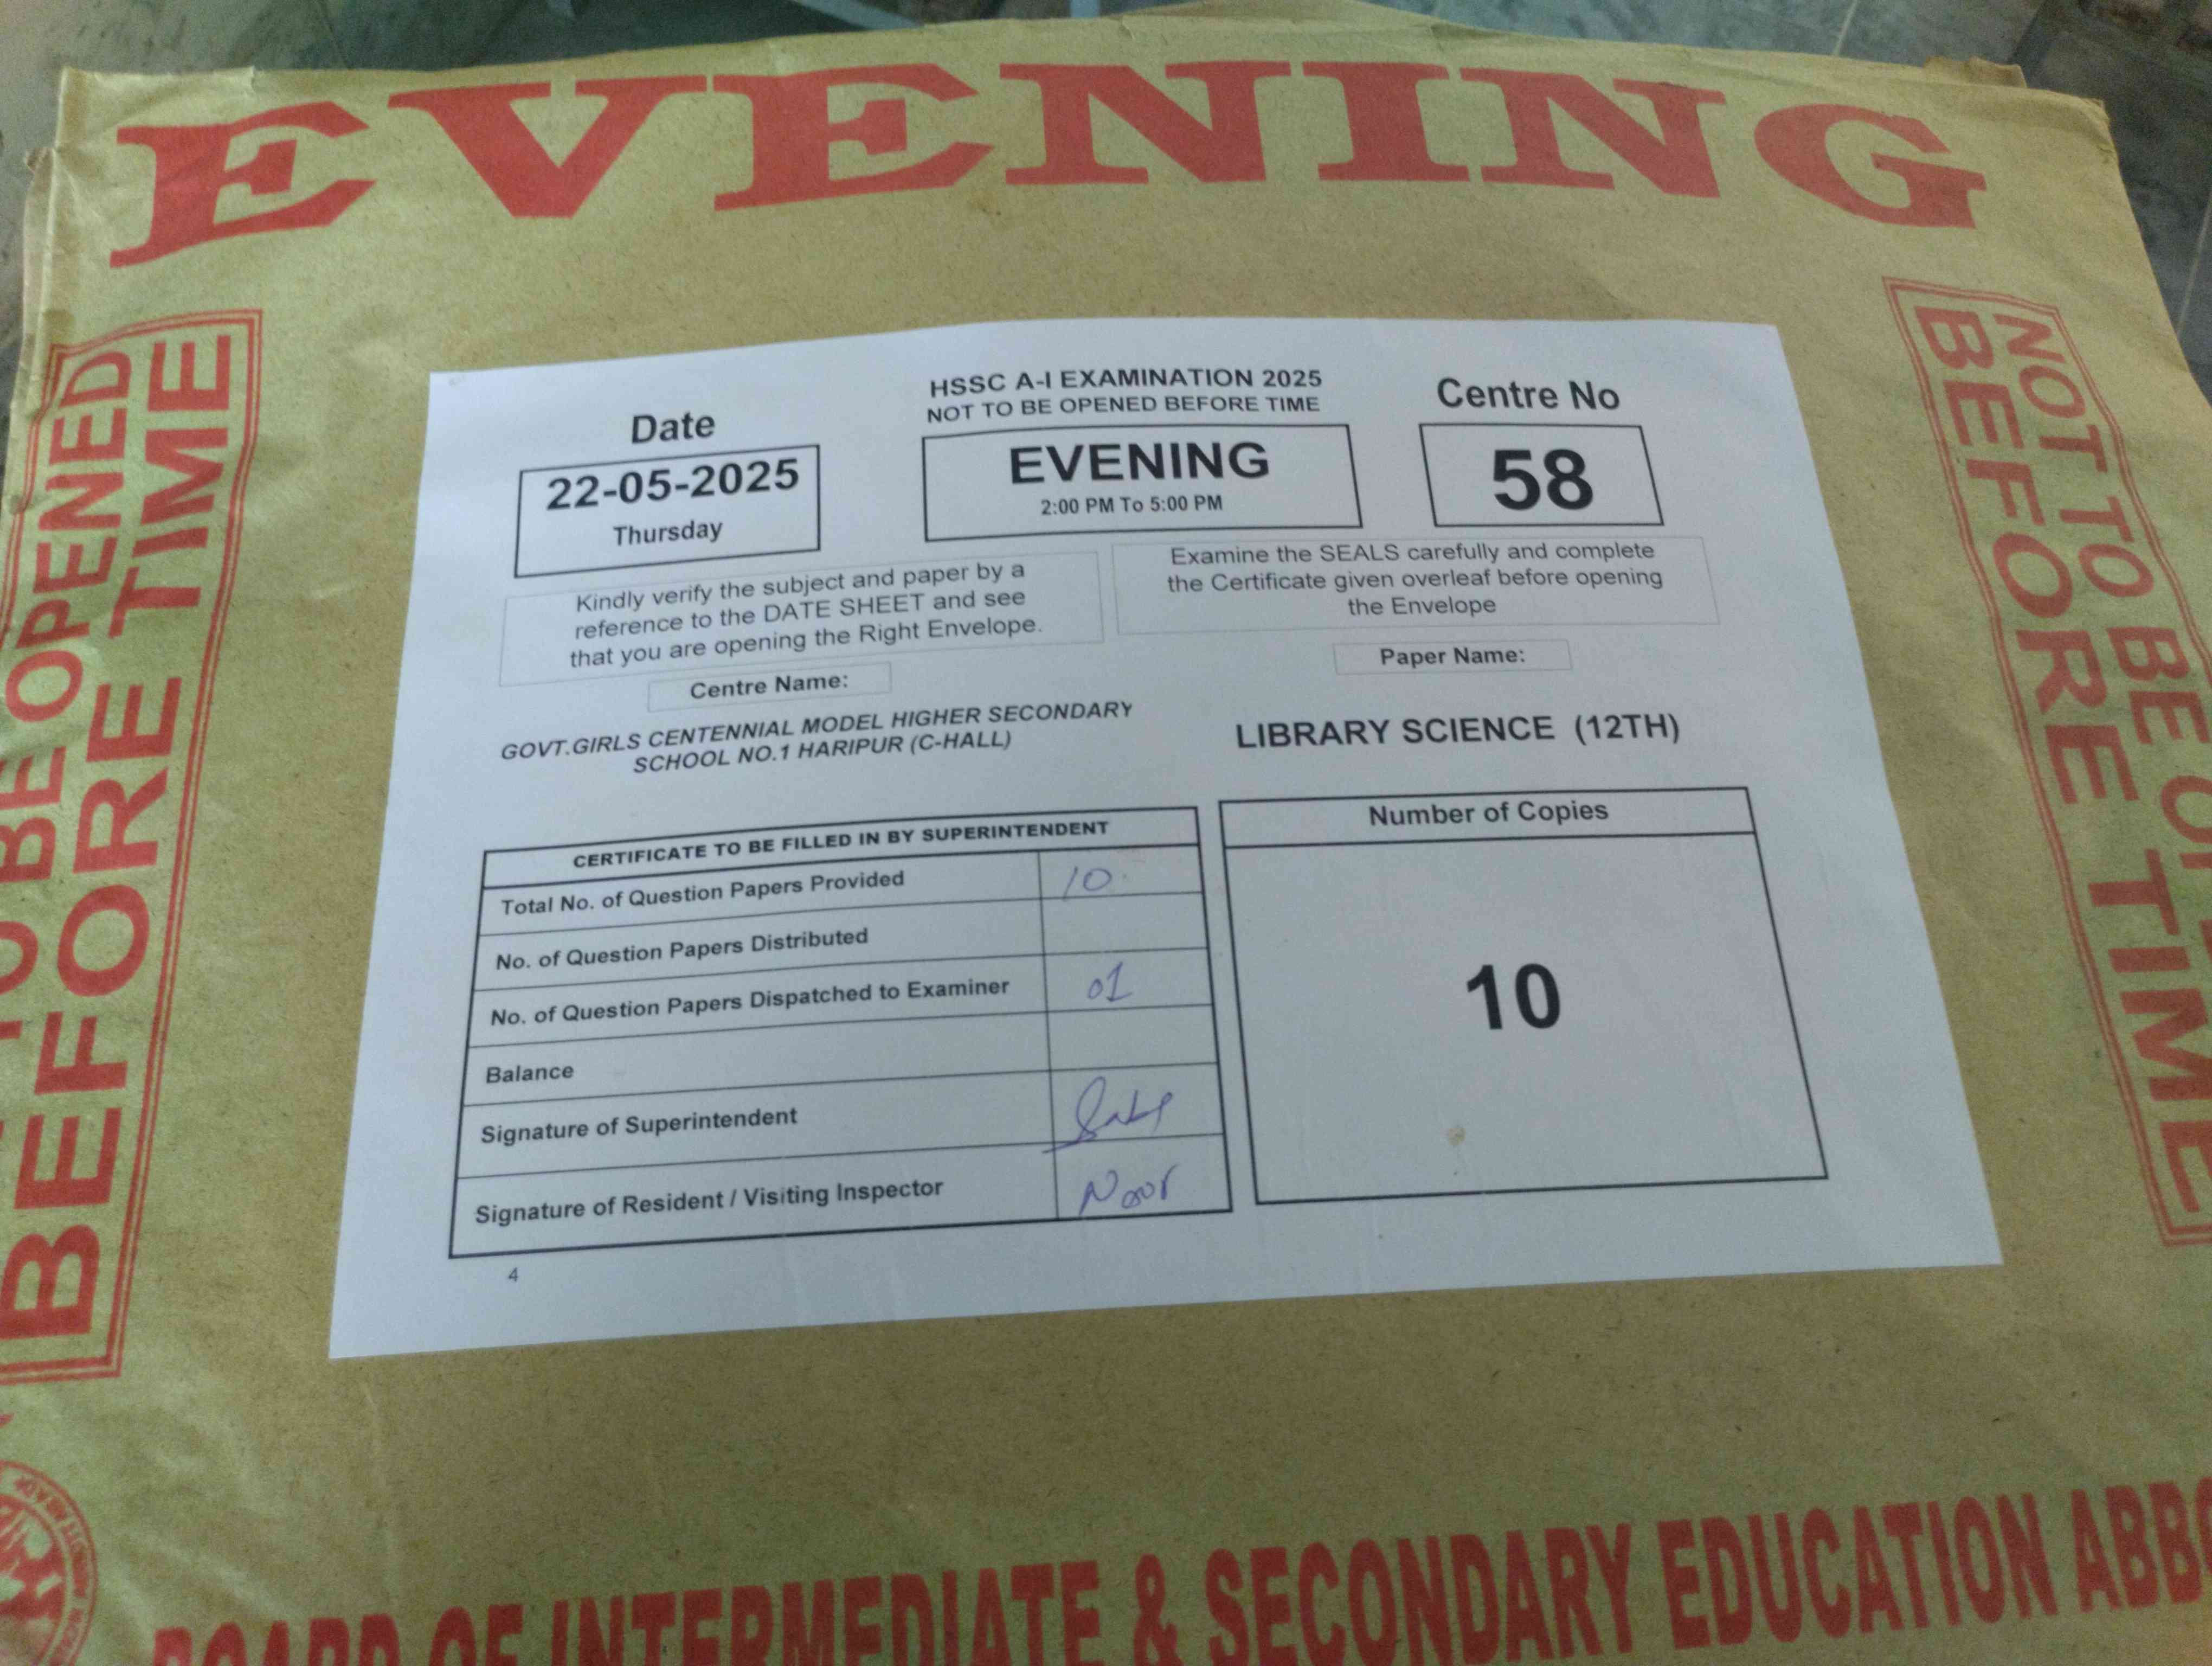 EVENING
NOT TO BE OPENED
BEFORE TIME
HSSC A-I EXAMINATION 2025
NOT TO BE OPENED BEFORE TIME
Date
22-05-2025
Thursday
EVENING
2:00 PM To 5:00 PM
Centre No
58
Kindly verify the subject and paper by a
reference to the DATE SHEET and see
that you are opening the Right Envelope.
Examine the SEALS carefully and complete
the Certificate given overleaf before opening
the Envelope
Centre Name:
GOVT.GIRLS CENTENNIAL MODEL HIGHER SECONDARY
SCHOOL NO.1 HARIPUR (C-HALL)
Paper Name:
LIBRARY SCIENCE (12TH)
CERTIFICATE TO BE FILLED IN BY SUPERINTENDENT
Total No. of Question Papers Provided 10
No. of Question Papers Distributed
No. of Question Papers Dispatched to Examiner 01
Balance
Signature of Superintendent
Signature of Resident / Visiting Inspector Noor
Number of Copies
10
4
TO BE OPENED
BEFORE TIME
BOARD OF INTERMEDIATE & SECONDARY EDUCATION ABBO